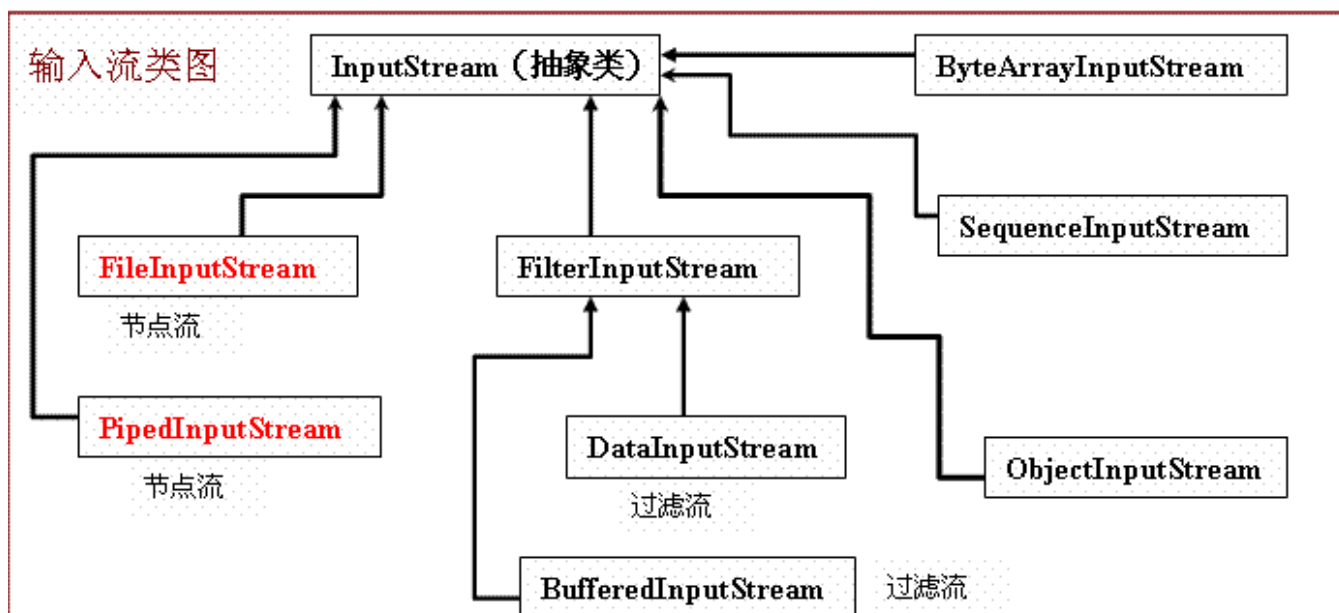 输入流类图
InputStream（抽象类）
ByteArrayInputStream
SequenceInputStream
FileInputStream
FilterInputStream
节点流
PipedInputStream
DataInputStream
ObjectInputStream
节点流
过滤流
BufferedInputStream
过滤流